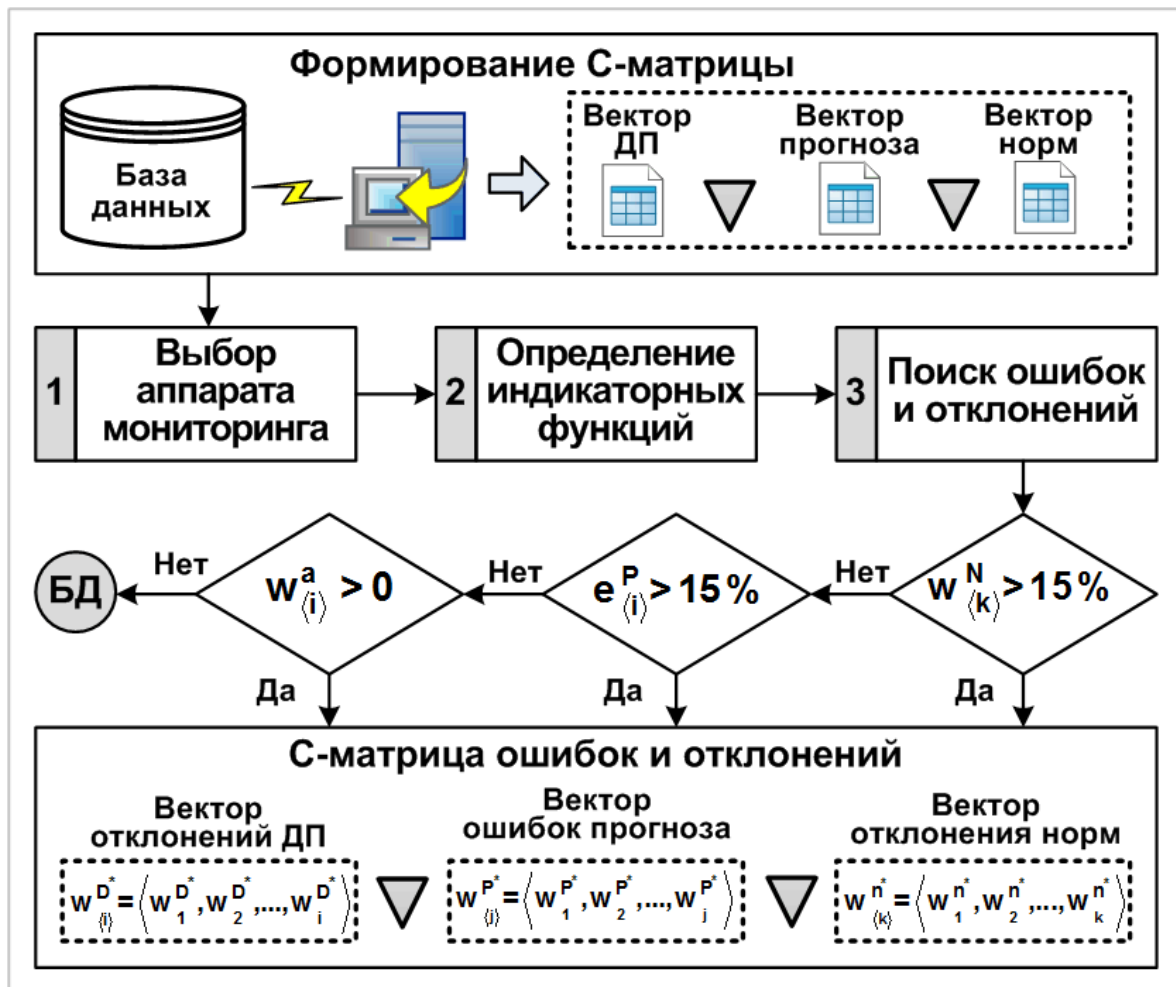 Формирование С-матрицы
База
данных
Вектор
ДП
Вектор
прогноза
Вектор
норм
1
Выбор
аппарата
мониторинга
2
Определение
индикаторных
функций
3
Поиск ошибок
и отклонений
БД
Нет
w^a_⟨i⟩ > 0
Нет
e^P_⟨i⟩ > 15 %
Нет
w^N_⟨k⟩ > 15 %
Да
Да
Да
С-матрица ошибок и отклонений
Вектор
отклонений ДП
w^{D*}_⟨i⟩ = ⟨w^{D*}_1, w^{D*}_2, ..., w^{D*}_i⟩
Вектор
ошибок прогноза
w^{P*}_⟨j⟩ = ⟨w^{P*}_1, w^{P*}_2, ..., w^{P*}_j⟩
Вектор
отклонения норм
w^{n*}_⟨k⟩ = ⟨w^{n*}_1, w^{n*}_2, ..., w^{n*}_k⟩